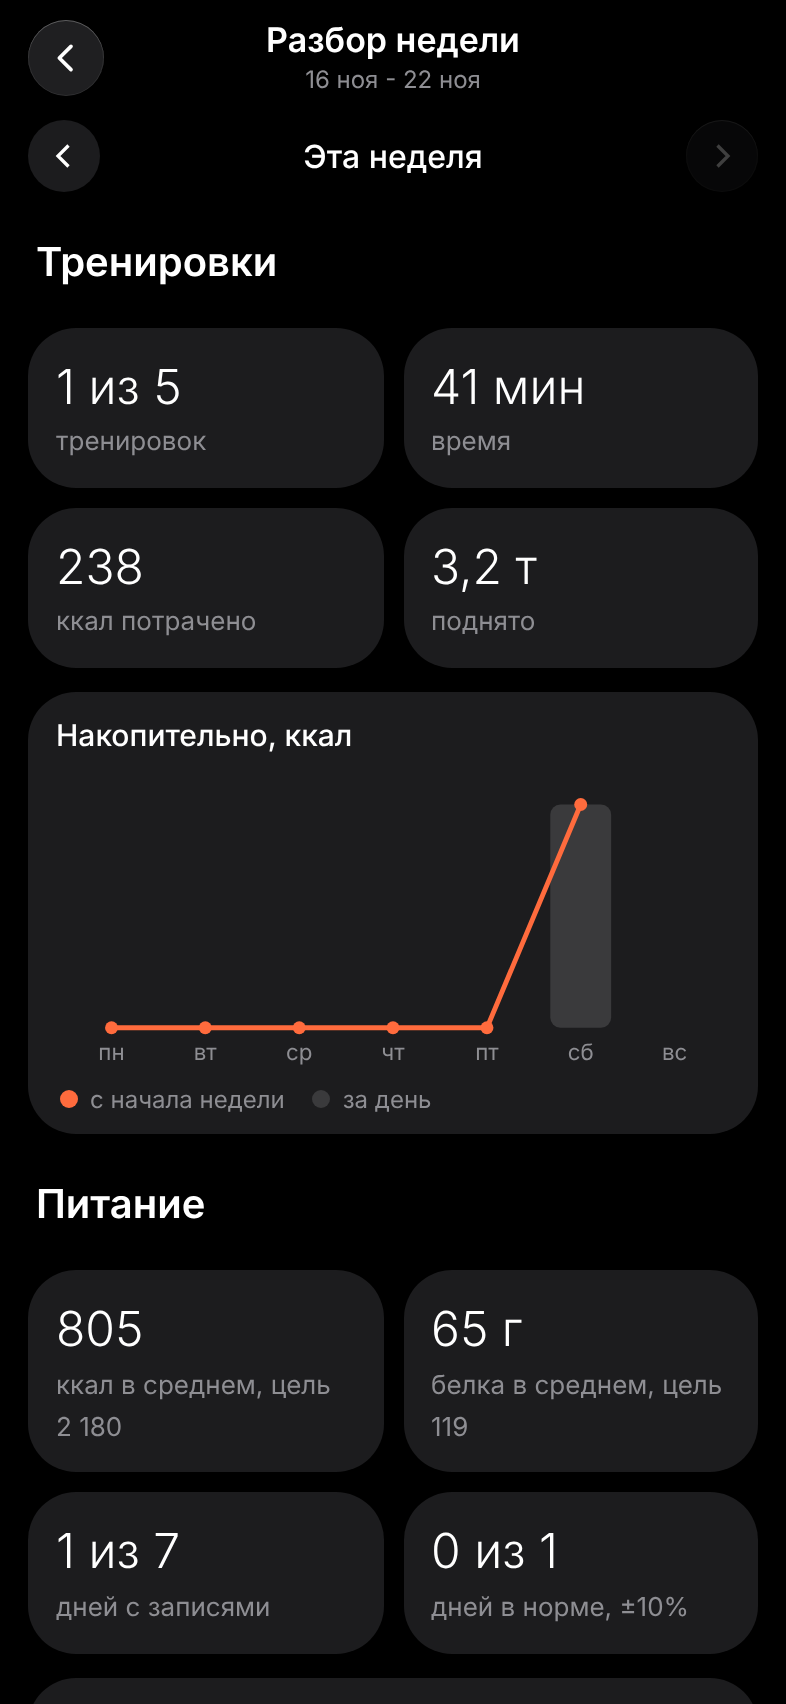 Разбор недели
16 ноя - 22 ноя
Эта неделя
Тренировки
1 из 5
тренировок
41 мин
время
238
ккал потрачено
3,2 т
поднято
Накопительно, ккал
пн вт ср чт пт сб вс
с начала недели за день
Питание
805
ккал в среднем, цель
2 180
65 г
белка в среднем, цель
119
1 из 7
дней с записями
0 из 1
дней в норме, ±10%